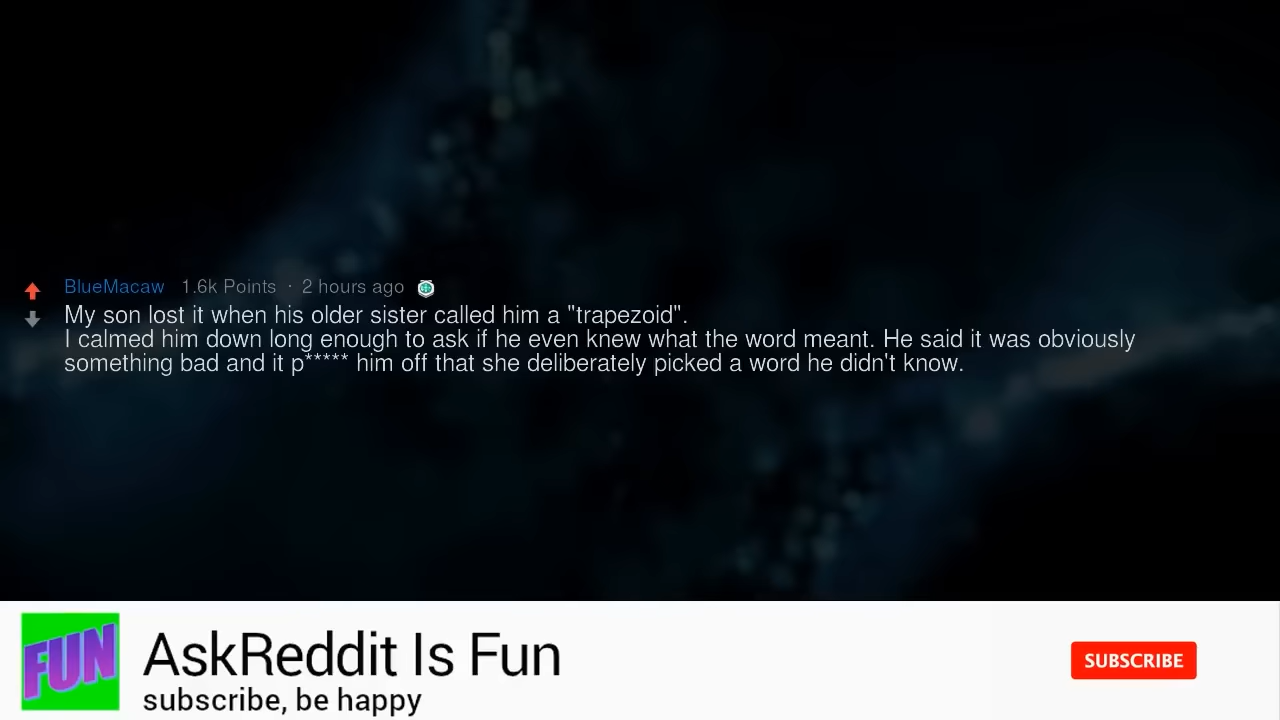 BlueMacaw 1.6k Points · 2 hours ago
My son lost it when his older sister called him a "trapezoid".
I calmed him down long enough to ask if he even knew what the word meant. He said it was obviously
something bad and it p***** him off that she deliberately picked a word he didn't know.
FUN
AskReddit Is Fun
SUBSCRIBE
subscribe, be happy